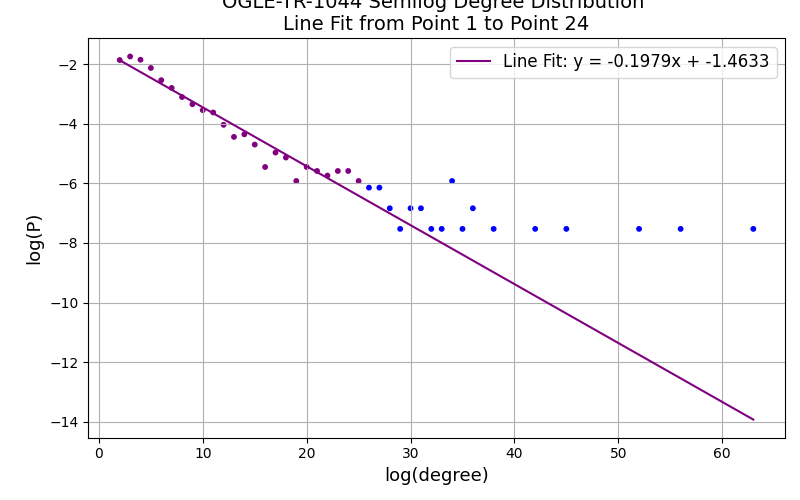 OGLE-TR-1044 Semilog Degree Distribution
Line Fit from Point 1 to Point 24
Line Fit: y = -0.1979x + -1.4633
log(P)
−2
−4
−6
−8
−10
−12
−14
0 10 20 30 40 50 60
log(degree)